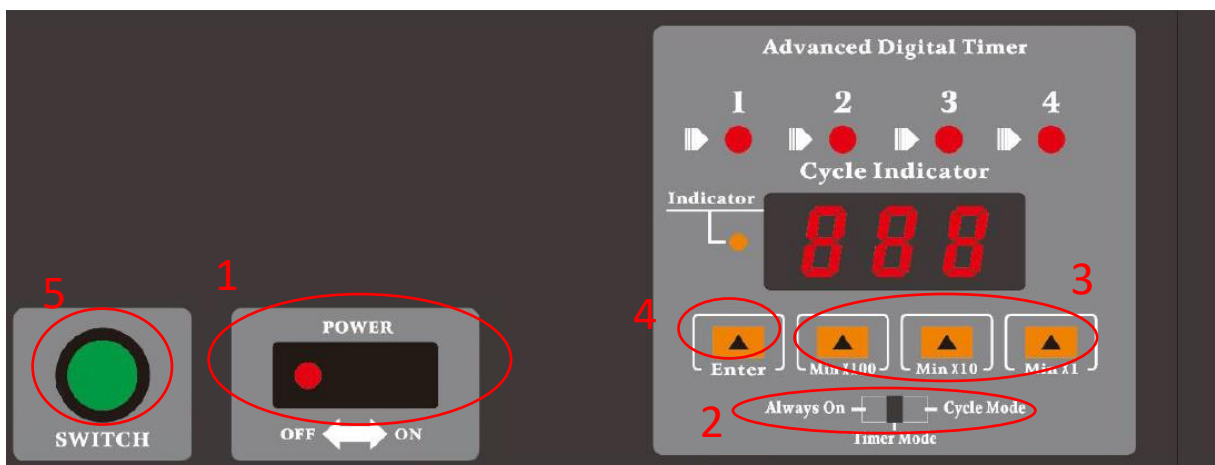 Advanced Digital Timer
1 2 3 4
Cycle Indicator
Indicator
888
5
1
3
4
POWER
Enter
Min X100
Min X10
Min X1
2
Always On
Cycle Mode
Timer Mode
SWITCH
OFF
ON